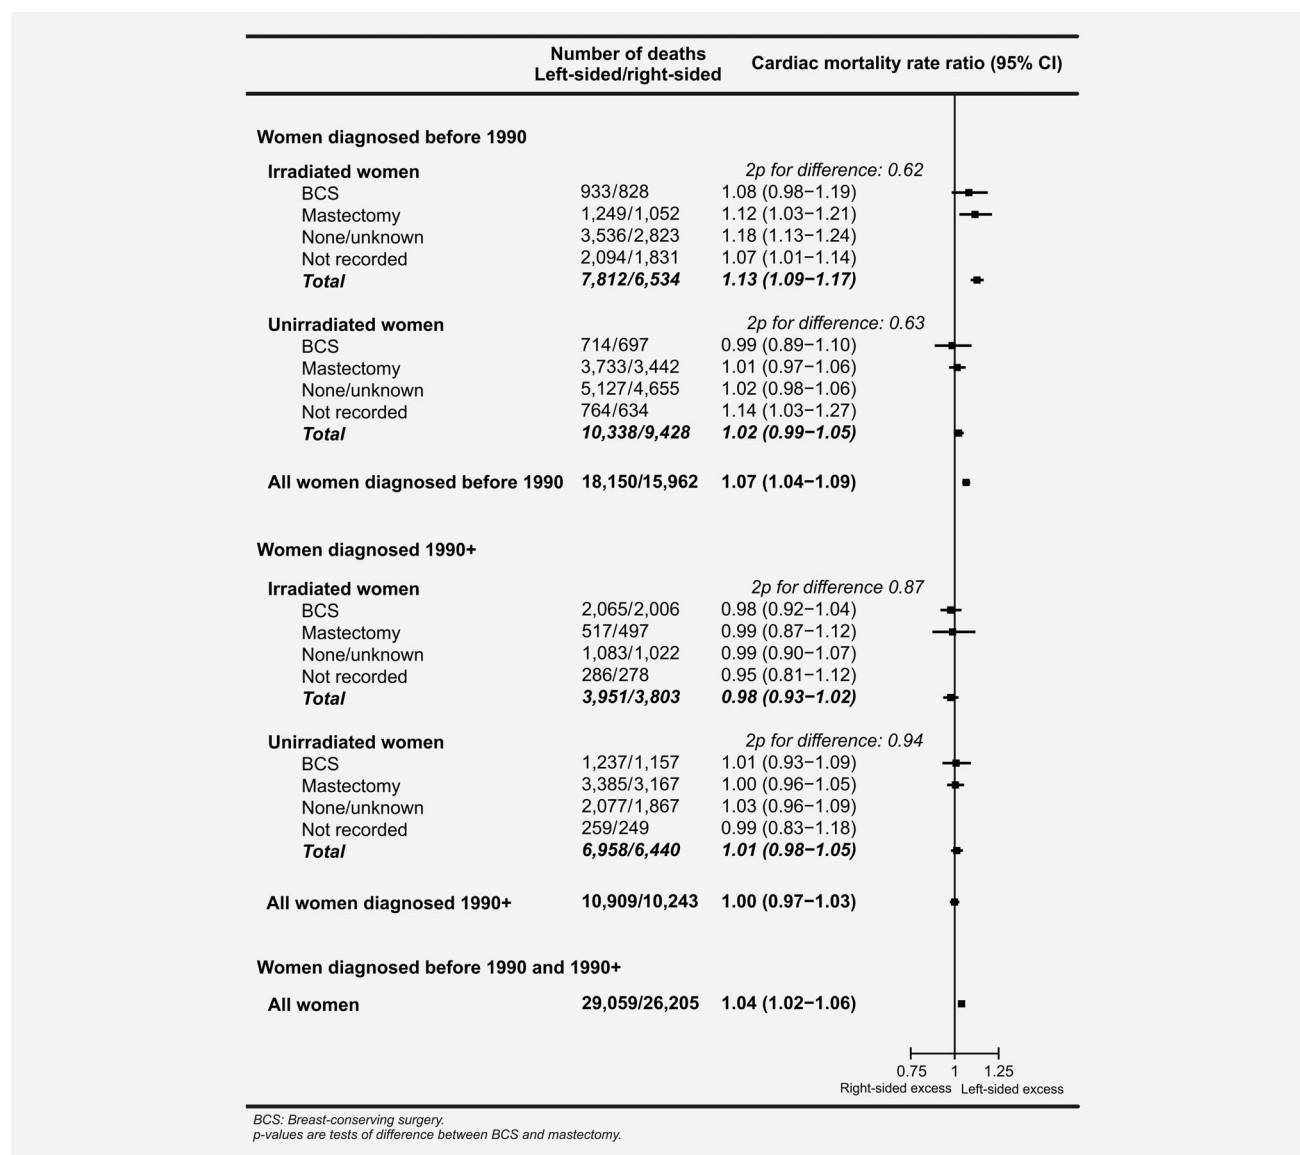 Number of deaths
Left-sided/right-sided
Cardiac mortality rate ratio (95% CI)
Women diagnosed before 1990
Irradiated women 2p for difference: 0.62
BCS 933/828 1.08 (0.98−1.19)
Mastectomy 1,249/1,052 1.12 (1.03−1.21)
None/unknown 3,536/2,823 1.18 (1.13−1.24)
Not recorded 2,094/1,831 1.07 (1.01−1.14)
Total 7,812/6,534 1.13 (1.09−1.17)
Unirradiated women 2p for difference: 0.63
BCS 714/697 0.99 (0.89−1.10)
Mastectomy 3,733/3,442 1.01 (0.97−1.06)
None/unknown 5,127/4,655 1.02 (0.98−1.06)
Not recorded 764/634 1.14 (1.03−1.27)
Total 10,338/9,428 1.02 (0.99−1.05)
All women diagnosed before 1990 18,150/15,962 1.07 (1.04−1.09)
Women diagnosed 1990+
Irradiated women 2p for difference 0.87
BCS 2,065/2,006 0.98 (0.92−1.04)
Mastectomy 517/497 0.99 (0.87−1.12)
None/unknown 1,083/1,022 0.99 (0.90−1.07)
Not recorded 286/278 0.95 (0.81−1.12)
Total 3,951/3,803 0.98 (0.93−1.02)
Unirradiated women 2p for difference: 0.94
BCS 1,237/1,157 1.01 (0.93−1.09)
Mastectomy 3,385/3,167 1.00 (0.96−1.05)
None/unknown 2,077/1,867 1.03 (0.96−1.09)
Not recorded 259/249 0.99 (0.83−1.18)
Total 6,958/6,440 1.01 (0.98−1.05)
All women diagnosed 1990+ 10,909/10,243 1.00 (0.97−1.03)
Women diagnosed before 1990 and 1990+
All women 29,059/26,205 1.04 (1.02−1.06)
0.75 1 1.25
Right-sided excess Left-sided excess
BCS: Breast-conserving surgery.
p-values are tests of difference between BCS and mastectomy.